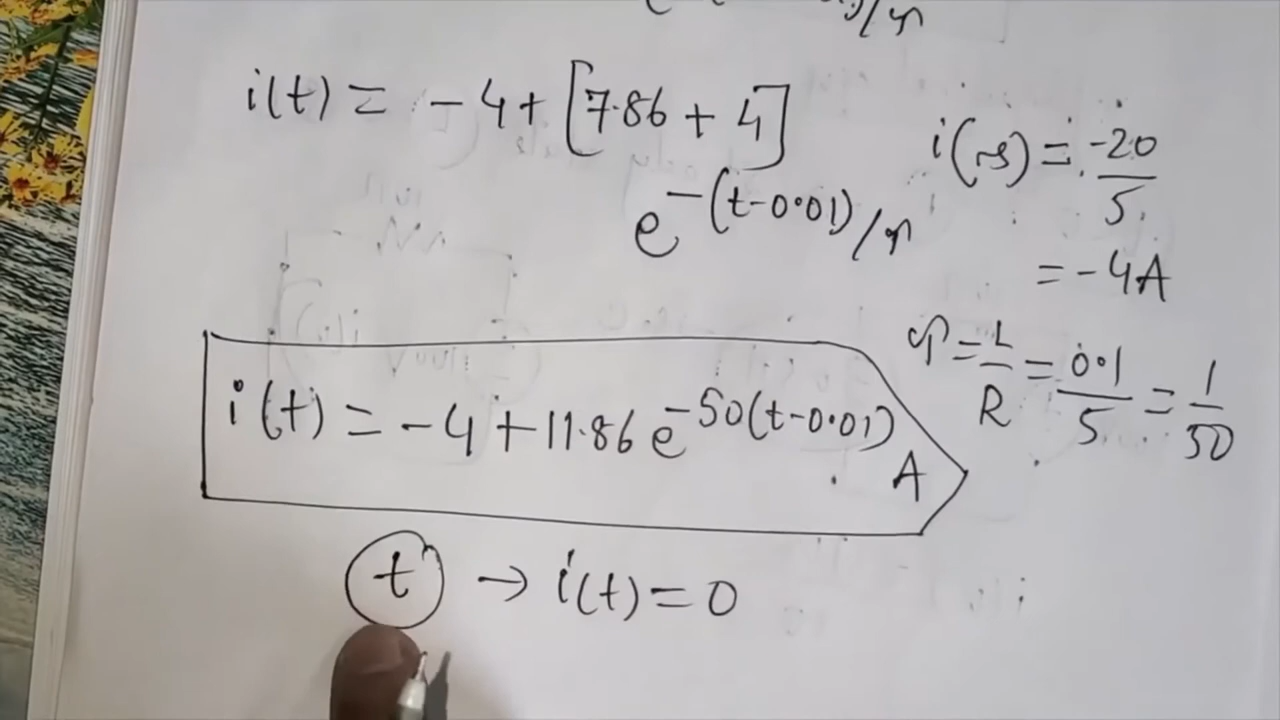 i(t) = -4 + [7.86 + 4]
e^-(t-0.01)/τ
i(∞) = -20/5
= -4A
τ = L/R = 0.1/5 = 1/50
i(t) = -4 + 11.86 e^-50(t-0.01) A
t → i(t) = 0